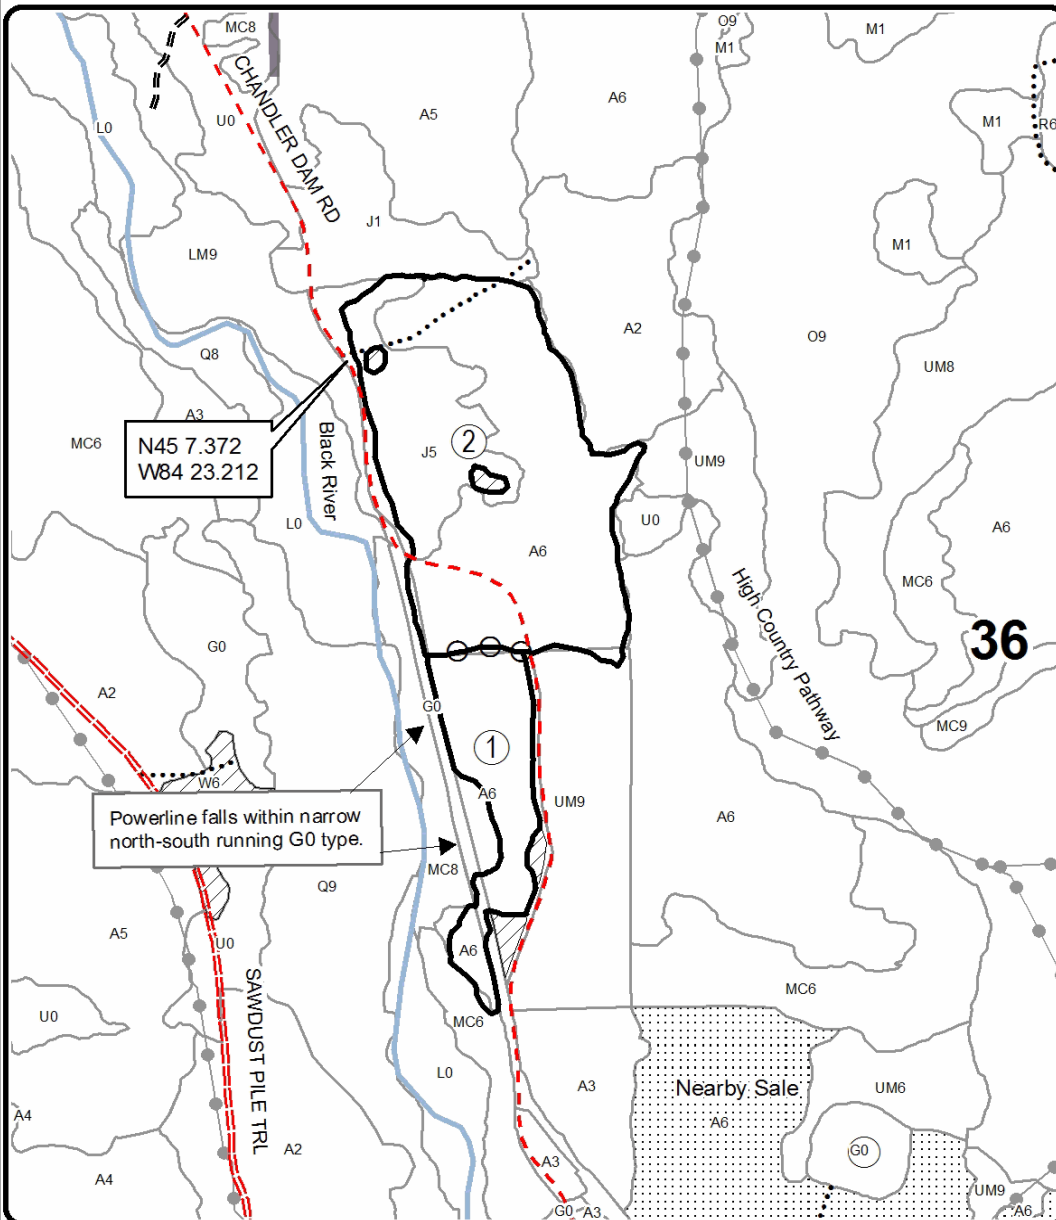 MC8
O9
M1
M1
CHANDLER DAM RD
A6
A5
U0
L0
M1
R6
J1
LM9
M1
A2
O9
Q8
UM8
A3
N45 7.372
W84 23.212
MC6
Black River
J5
2
UM9
L0
U0
A6
A6
MC6
High Country Pathway
36
G0
A2
G0
MC9
1
W6
A6
UM9
A6
Powerline falls within narrow
north-south running G0 type.
MC8
Q9
A5
U0
A6
SAWDUST PILE TRL
MC6
U0
MC6
L0
A3
Nearby Sale
UM6
A4
A6
A2
G0
A3
A4
UM9
G0
A3
A6